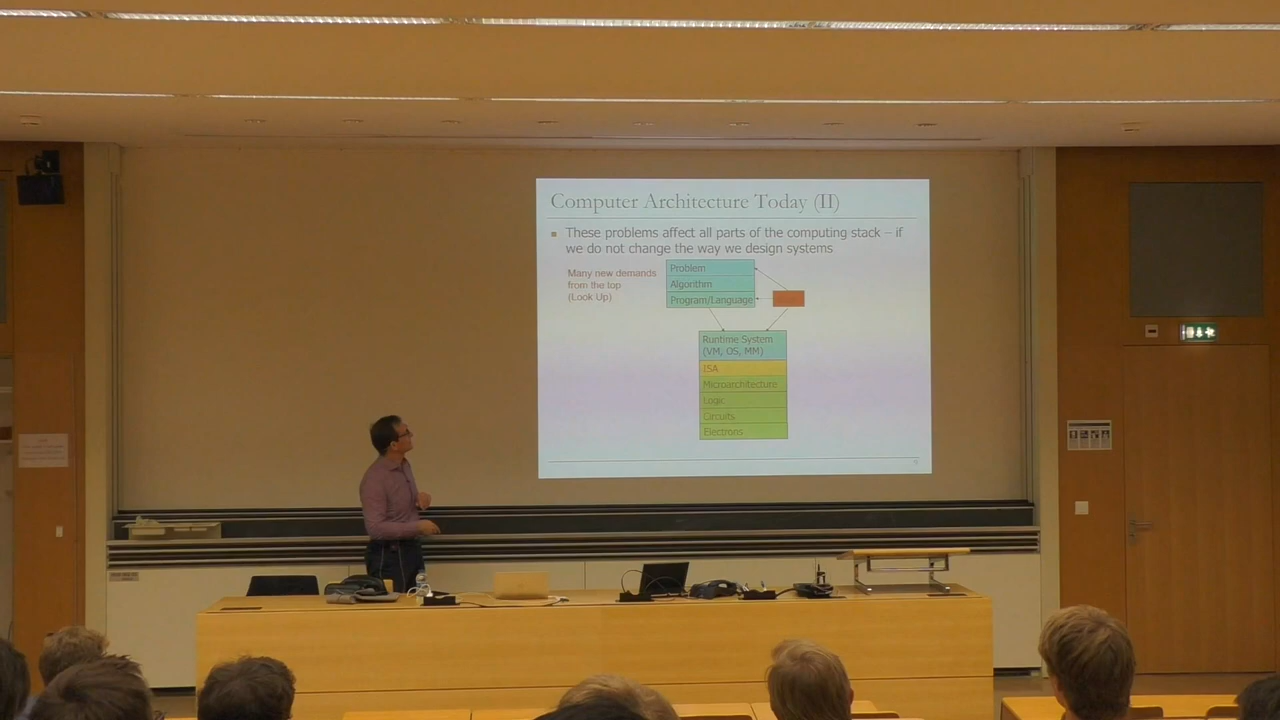 Computer Architecture Today (II)
These problems affect all parts of the computing stack – if
we do not change the way we design systems
Many new demands
from the top
(Look Up)
Problem
Algorithm
Program/Language
Runtime System
(VM, OS, MM)
ISA
Microarchitecture
Logic
Circuits
Electrons